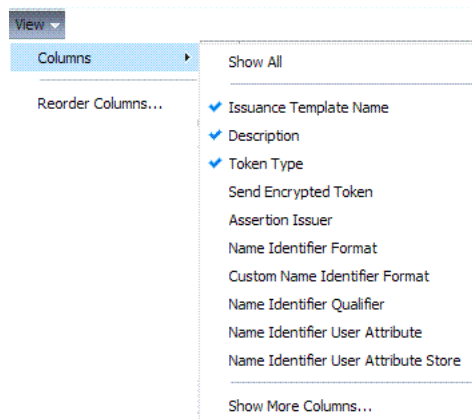 View
Columns
Reorder Columns...
Show All
Issuance Template Name
Description
Token Type
Send Encrypted Token
Assertion Issuer
Name Identifier Format
Custom Name Identifier Format
Name Identifier Qualifier
Name Identifier User Attribute
Name Identifier User Attribute Store
Show More Columns...